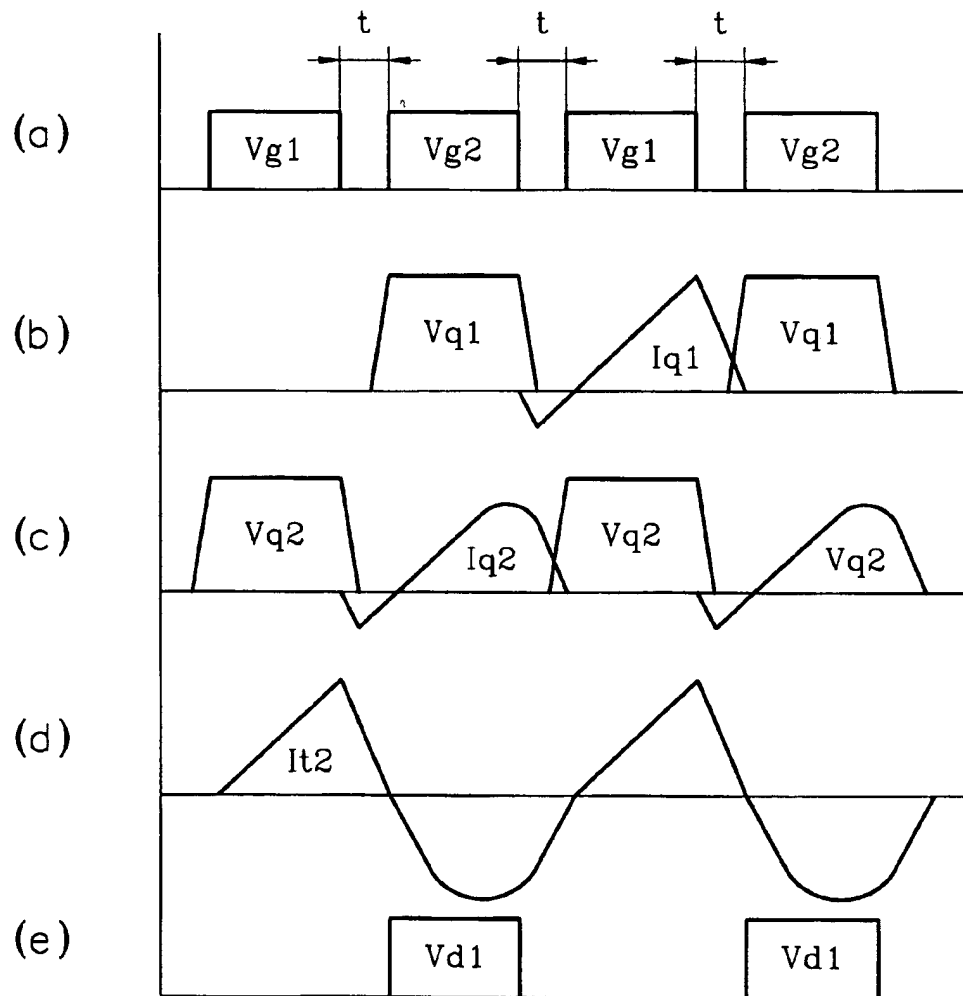 t t t
(a) Vg1 Vg2 Vg1 Vg2
(b) Vq1 Iq1 Vq1
(c) Vq2 Iq2 Vq2 Vq2
(d) It2
(e) Vd1 Vd1